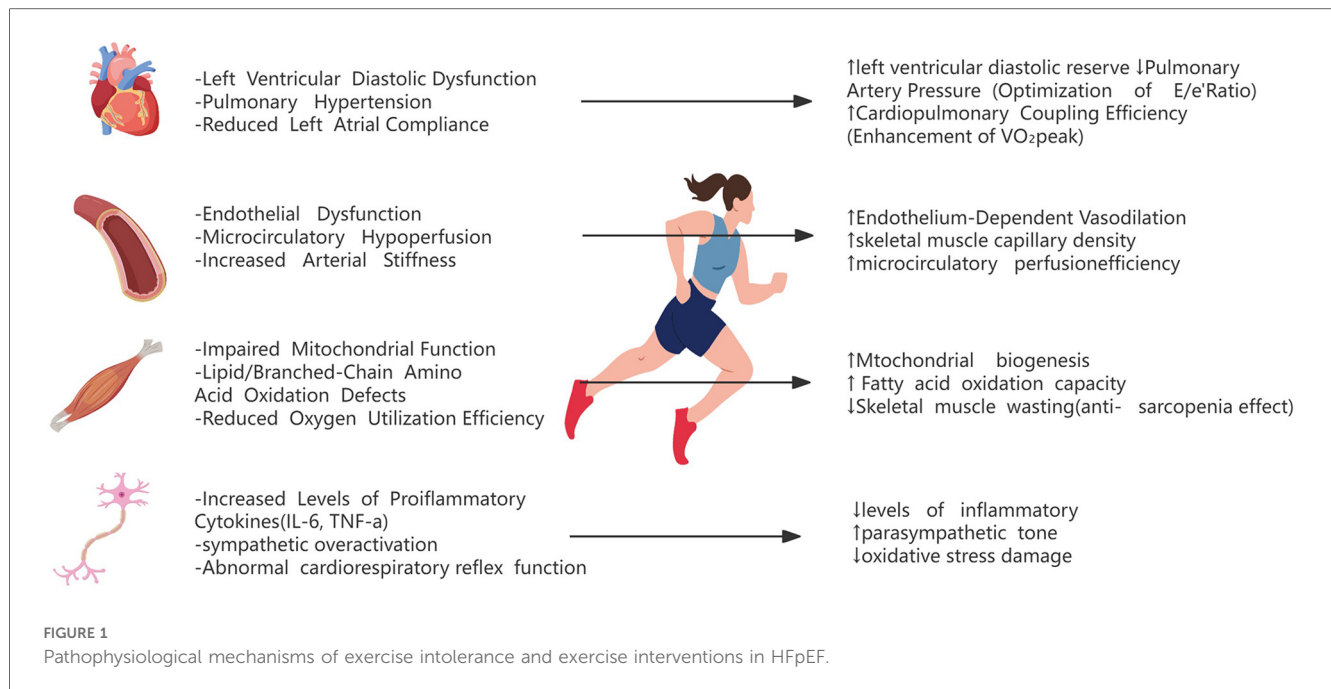 -Left Ventricular Diastolic Dysfunction
-Pulmonary Hypertension
-Reduced Left Atrial Compliance
↑left ventricular diastolic reserve ↓Pulmonary
Artery Pressure (Optimization of E/e'Ratio)
↑Cardiopulmonary Coupling Efficiency
(Enhancement of VO₂peak)
-Endothelial Dysfunction
-Microcirculatory Hypoperfusion
-Increased Arterial Stiffness
↑Endothelium-Dependent Vasodilation
↑skeletal muscle capillary density
↑microcirculatory perfusionefficiency
-Impaired Mitochondrial Function
-Lipid/Branched-Chain Amino
Acid Oxidation Defects
-Reduced Oxygen Utilization Efficiency
↑Mtochondrial biogenesis
↑ Fatty acid oxidation capacity
↓Skeletal muscle wasting(anti- sarcopenia effect)
-Increased Levels of Proiflammatory
Cytokines(IL-6, TNF-a)
-sympathetic overactivation
-Abnormal cardiorespiratory reflex function
↓levels of inflammatory
↑parasympathetic tone
↓oxidative stress damage
FIGURE 1
Pathophysiological mechanisms of exercise intolerance and exercise interventions in HFpEF.